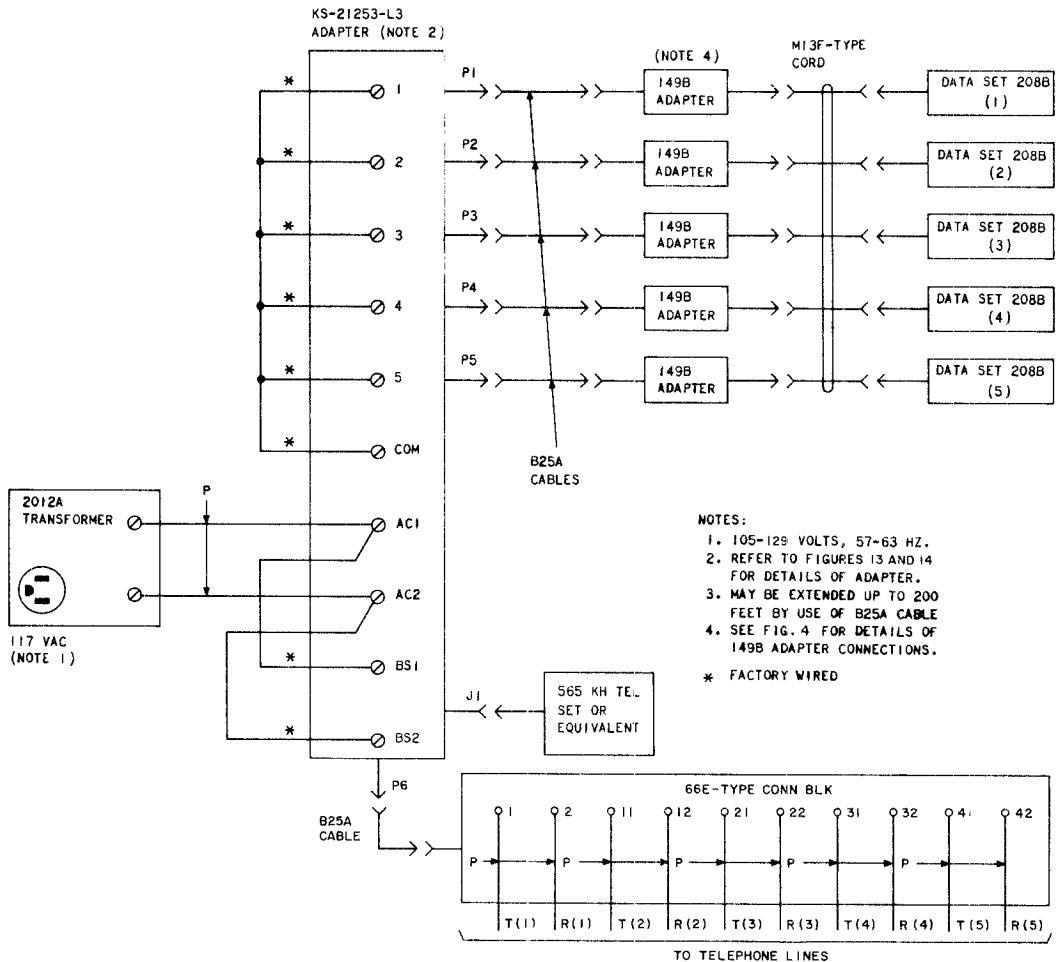 KS-21253-L3
ADAPTER (NOTE 2)
(NOTE 4)
M13F-TYPE
CORD
*
1
P1
149B
ADAPTER
DATA SET 208B
(1)
*
2
P2
149B
ADAPTER
DATA SET 208B
(2)
*
3
P3
149B
ADAPTER
DATA SET 208B
(3)
*
4
P4
149B
ADAPTER
DATA SET 208B
(4)
*
5
P5
149B
ADAPTER
DATA SET 208B
(5)
*
COM
B25A
CABLES
2012A
TRANSFORMER
P
AC1
AC2
117 VAC
(NOTE 1)
*
BS1
*
BS2
J1
565 KH TEL
SET OR
EQUIVALENT
NOTES:
1. 105-129 VOLTS, 57-63 HZ.
2. REFER TO FIGURES 13 AND 14
FOR DETAILS OF ADAPTER.
3. MAY BE EXTENDED UP TO 200
FEET BY USE OF B25A CABLE
4. SEE FIG. 4 FOR DETAILS OF
149B ADAPTER CONNECTIONS.
* FACTORY WIRED
P6
B25A
CABLE
66E-TYPE CONN BLK
1 2 11 12 21 22 31 32 41 42
P P P P P
T(1) R(1) T(2) R(2) T(3) R(3) T(4) R(4) T(5) R(5)
TO TELEPHONE LINES